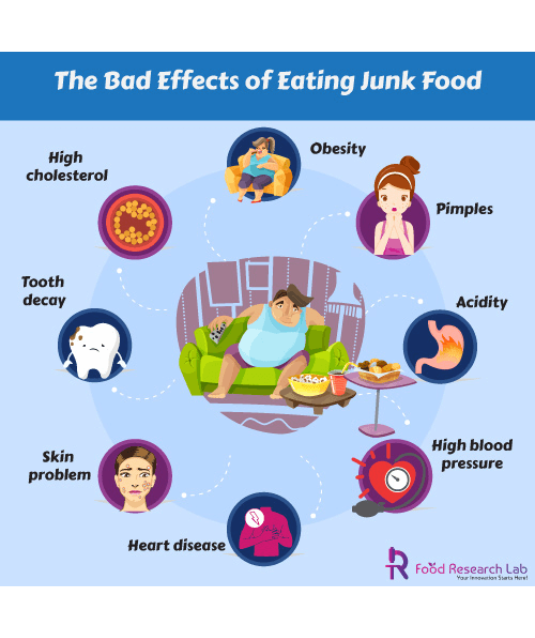 The Bad Effects of Eating Junk Food
Obesity
High
cholesterol
Pimples
Tooth
decay
Acidity
High blood
pressure
Skin
problem
Heart disease
Food Research Lab
Your Innovation Starts Here!